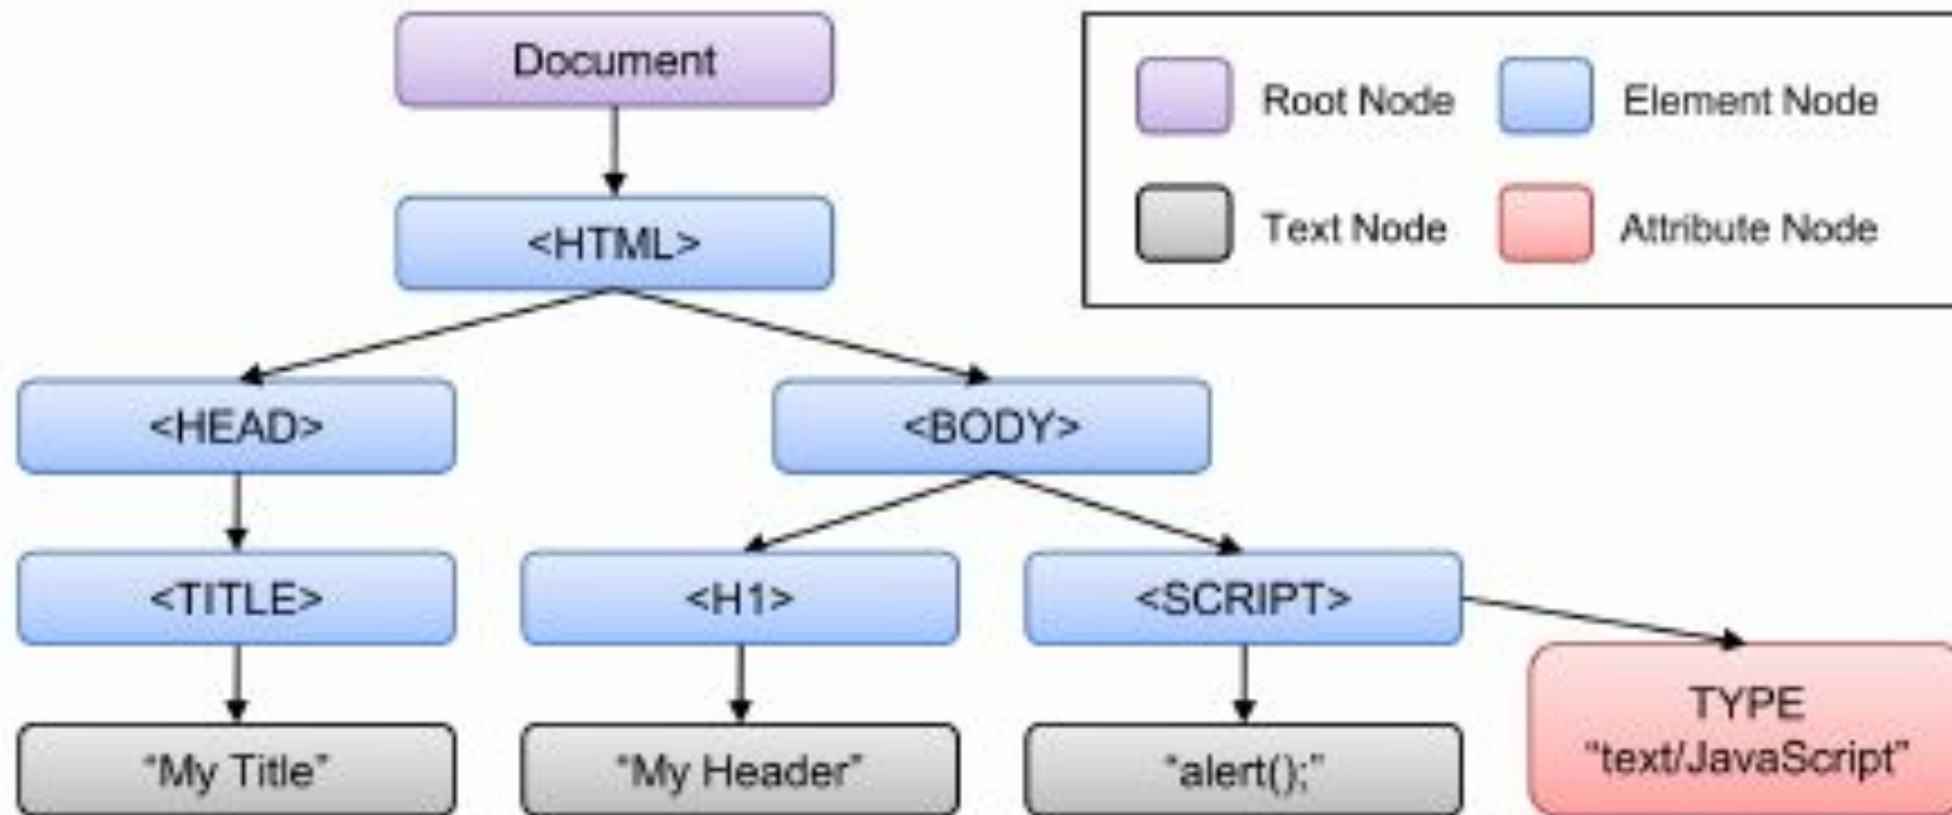 Document
Root Node
Element Node
Text Node
Attribute Node
<HTML>
<HEAD>
<BODY>
<TITLE>
<H1>
<SCRIPT>
TYPE
“text/JavaScript”
“My Title”
“My Header”
“alert();”